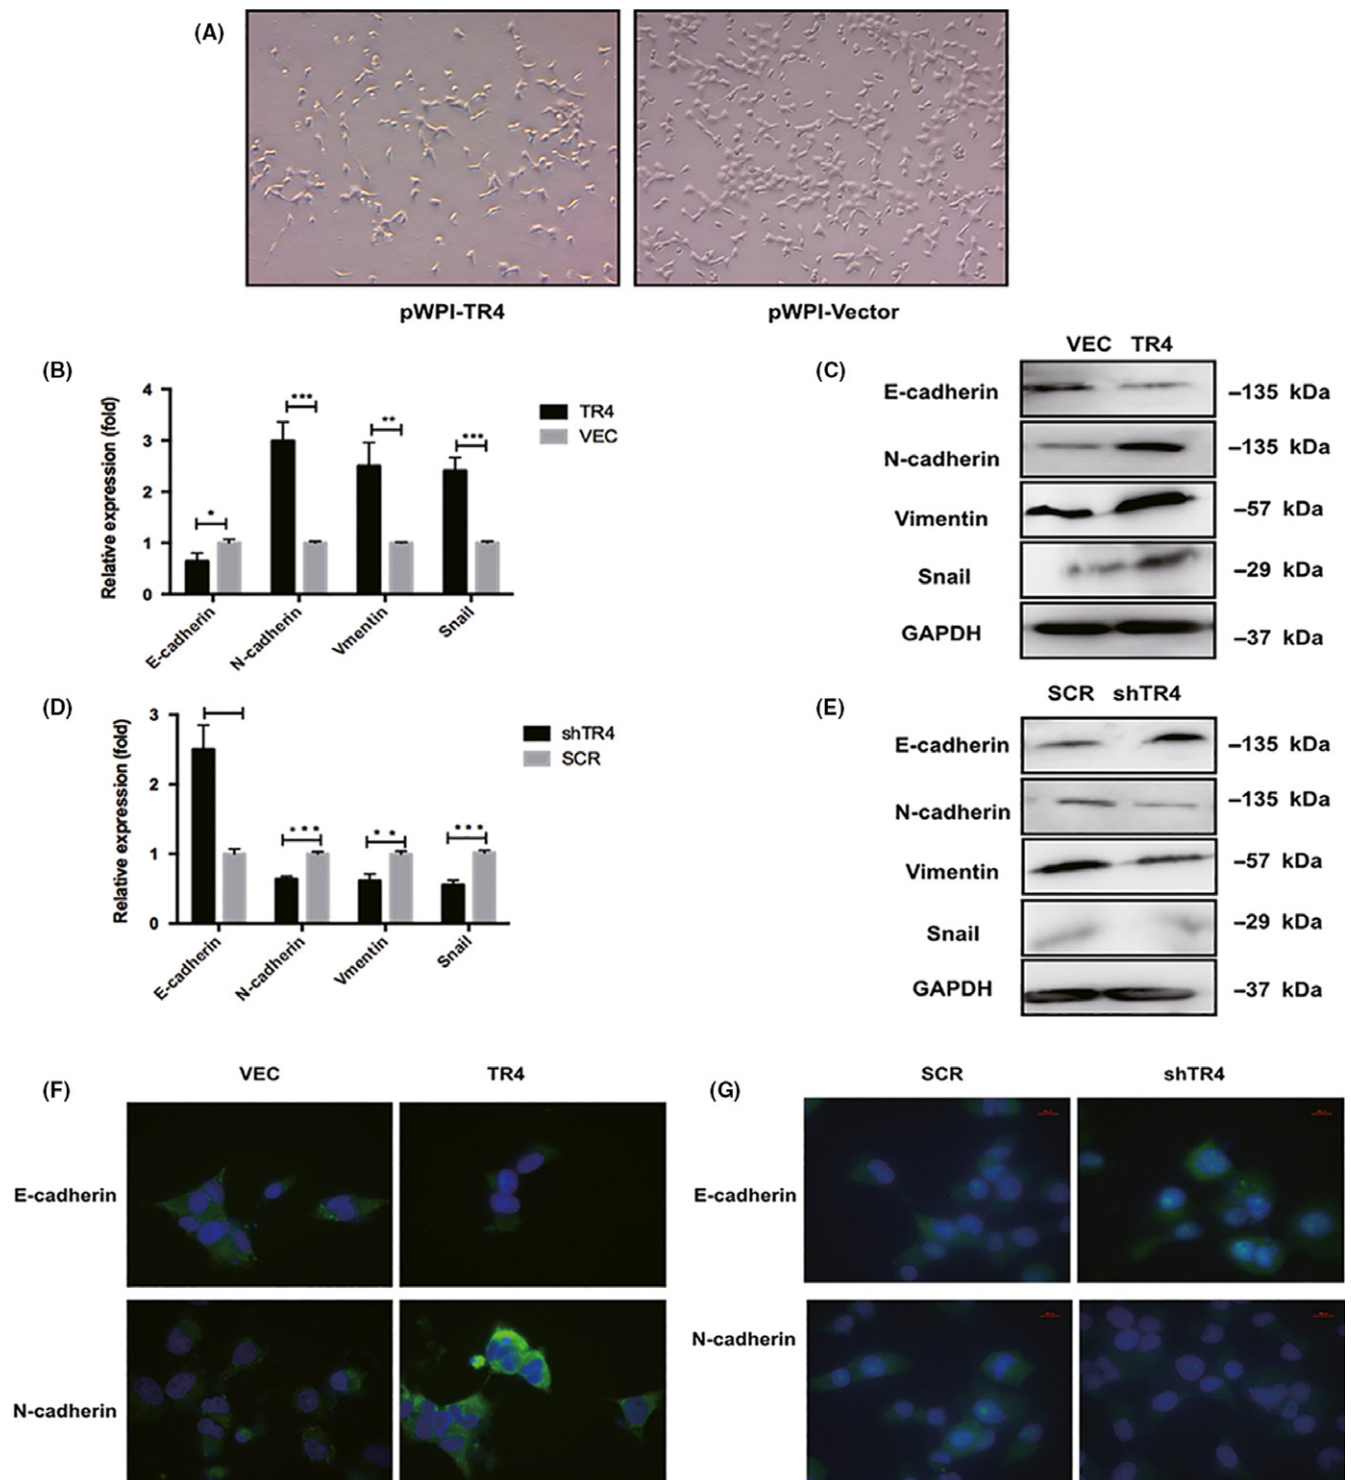 (A)
pWPI-TR4
pWPI-Vector
(B)
Relative expression (fold)
4
3
2
1
0
***
**
***
*
TR4
VEC
E-cadherin
N-cadherin
Vmentin
Snail
(C)
VEC TR4
E-cadherin –135 kDa
N-cadherin –135 kDa
Vimentin –57 kDa
Snail –29 kDa
GAPDH –37 kDa
(D)
Relative expression (fold)
3
2
1
0
***
**
***
shTR4
SCR
E-cadherin
N-cadherin
Vmentin
Snail
(E)
SCR shTR4
E-cadherin –135 kDa
N-cadherin –135 kDa
Vimentin –57 kDa
Snail –29 kDa
GAPDH –37 kDa
(F)
VEC TR4
E-cadherin
N-cadherin
(G)
SCR shTR4
E-cadherin
N-cadherin